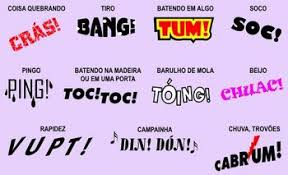 COISA QUEBRANDO
TIRO
BATENDO EM ALGO
SOCO
CRÁS!
BANG!
TUM!
SOC!
PINGO
BATENDO NA MADEIRA
OU EM UMA PORTA
BARULHO DE MOLA
BEIJO
PING!
TOC!TOC!
TÓING!
CHUAC!
RAPIDEZ
CAMPAINHA
CHUVA, TROVÕES
VUPT!
DIN! DÓN!
CABRUM!